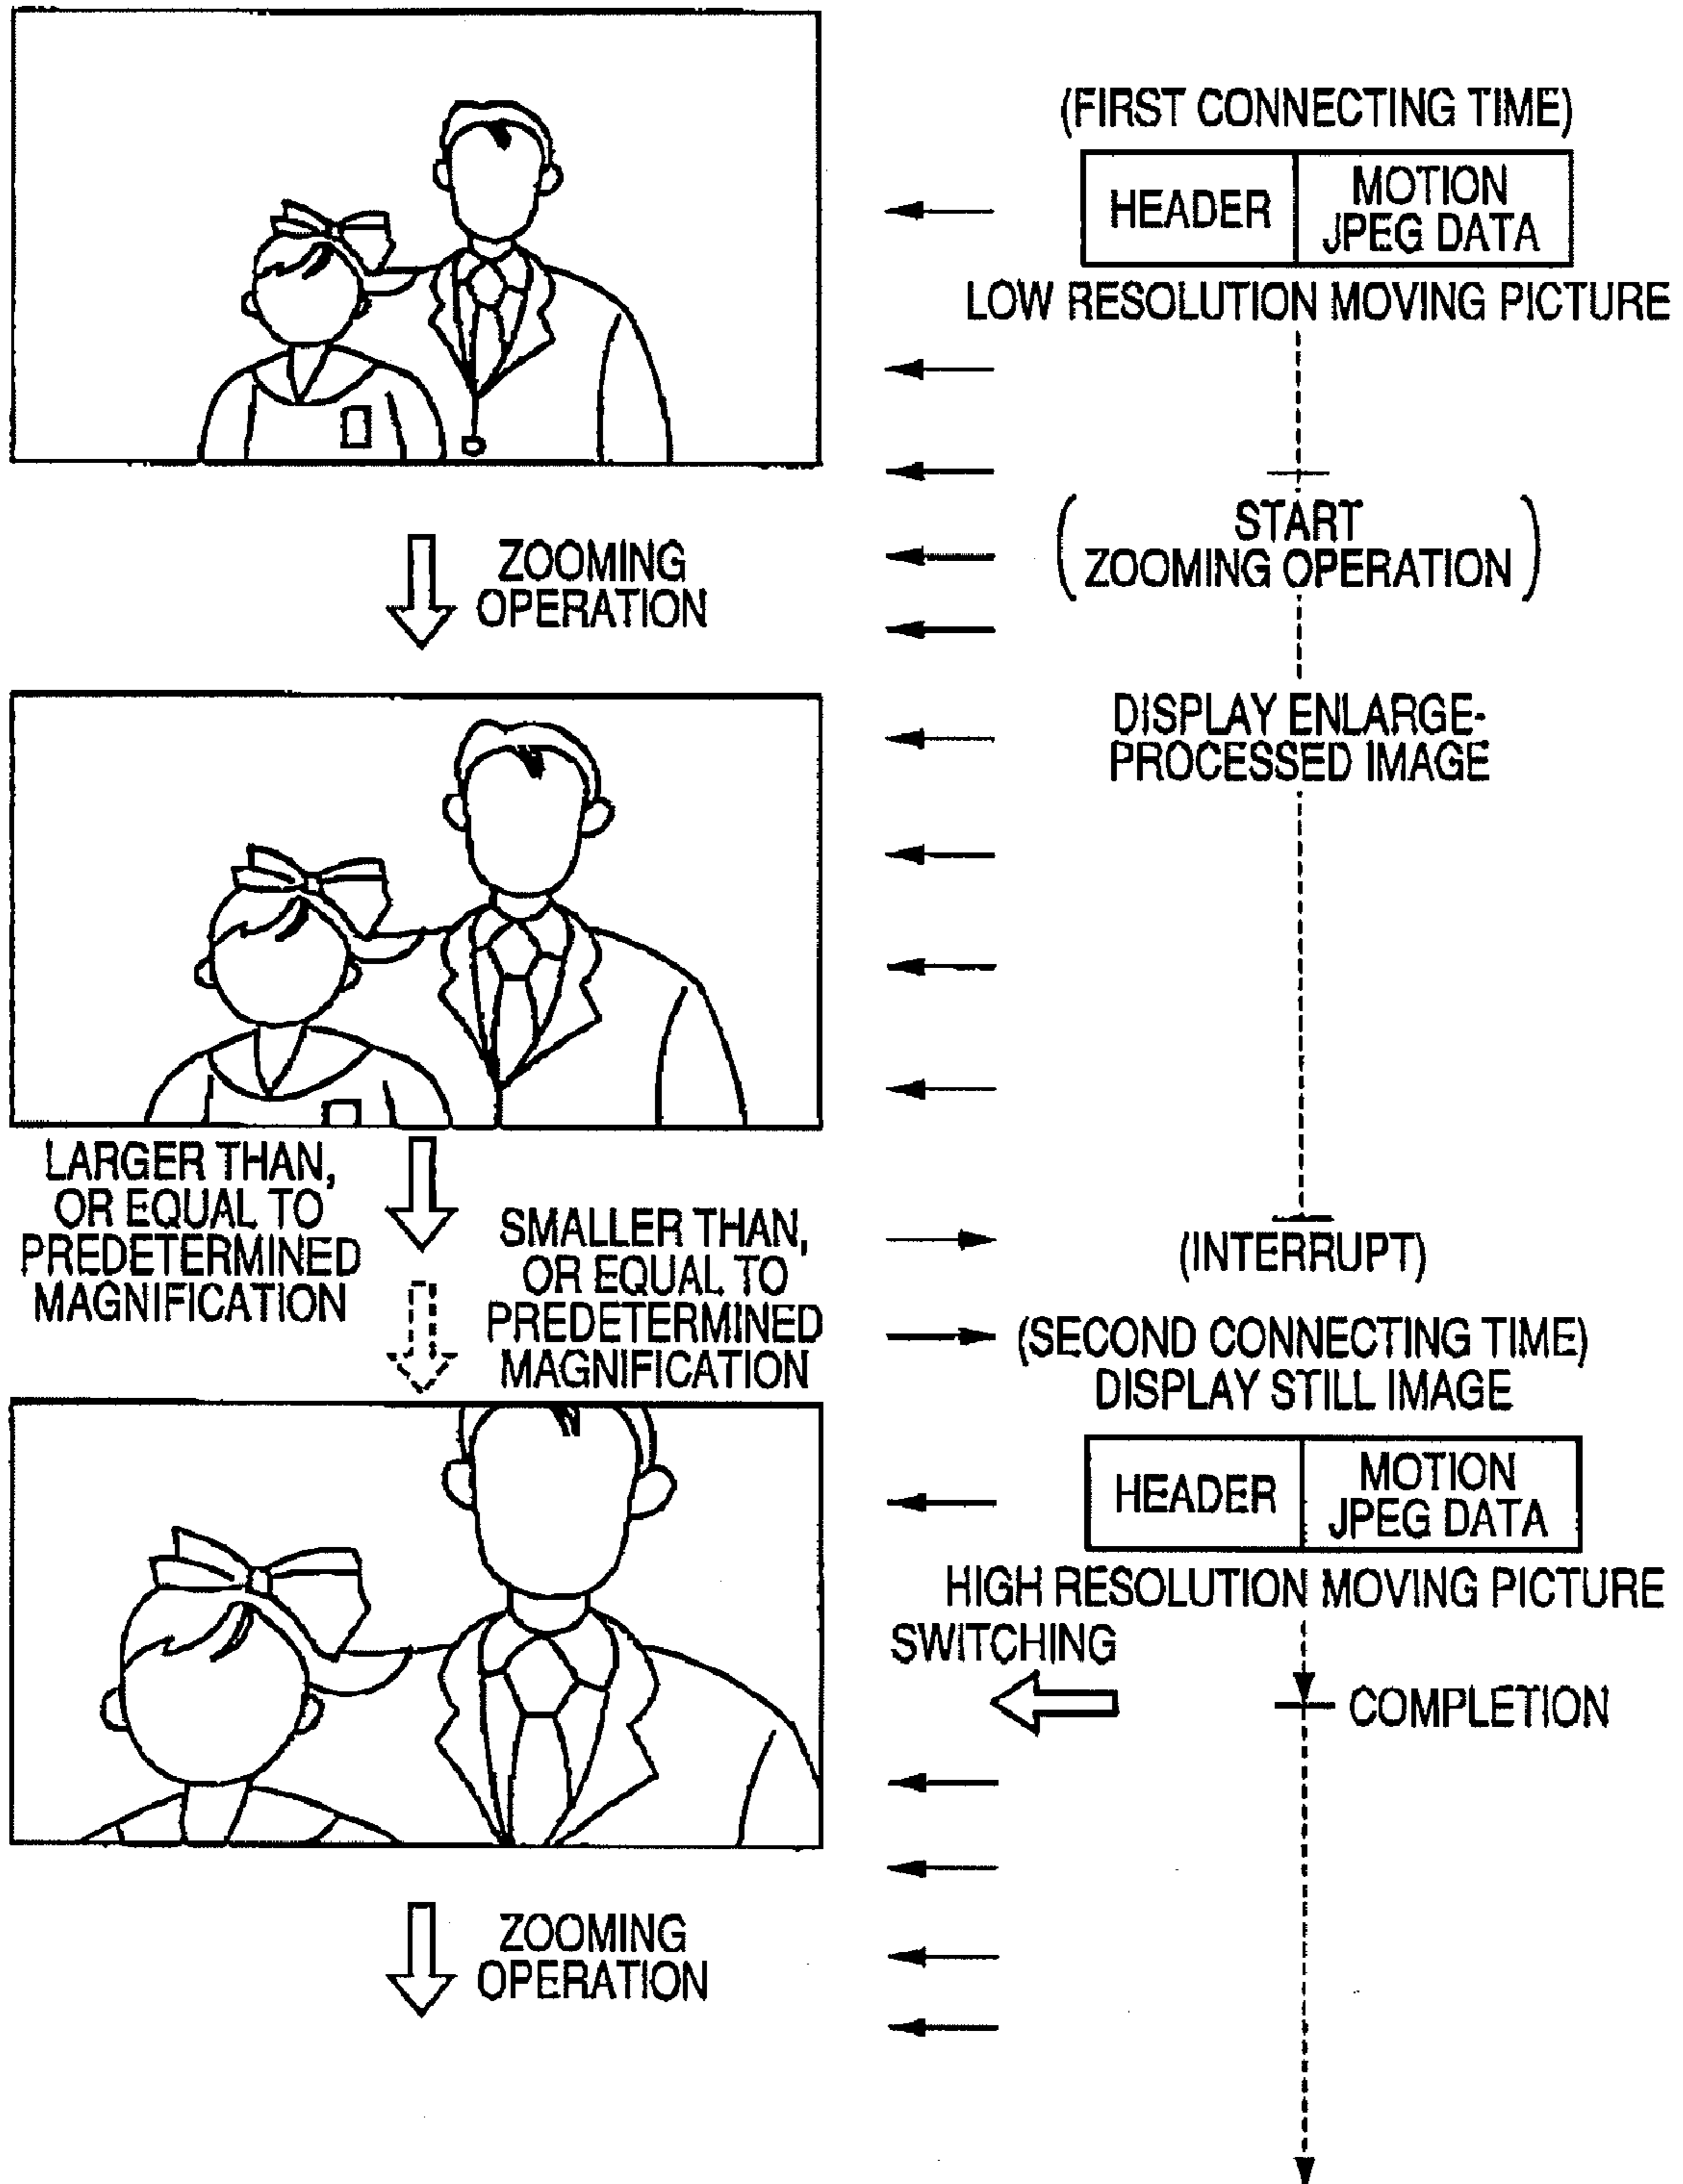 (FIRST CONNECTING TIME)
HEADER
MOTION
JPEG DATA
LOW RESOLUTION MOVING PICTURE
START
ZOOMING OPERATION
ZOOMING
OPERATION
DISPLAY ENLARGE-
PROCESSED IMAGE
LARGER THAN,
OR EQUAL TO
PREDETERMINED
MAGNIFICATION
SMALLER THAN,
OR EQUAL TO
PREDETERMINED
MAGNIFICATION
(INTERRUPT)
(SECOND CONNECTING TIME)
DISPLAY STILL IMAGE
HEADER
MOTION
JPEG DATA
HIGH RESOLUTION MOVING PICTURE
SWITCHING
COMPLETION
ZOOMING
OPERATION